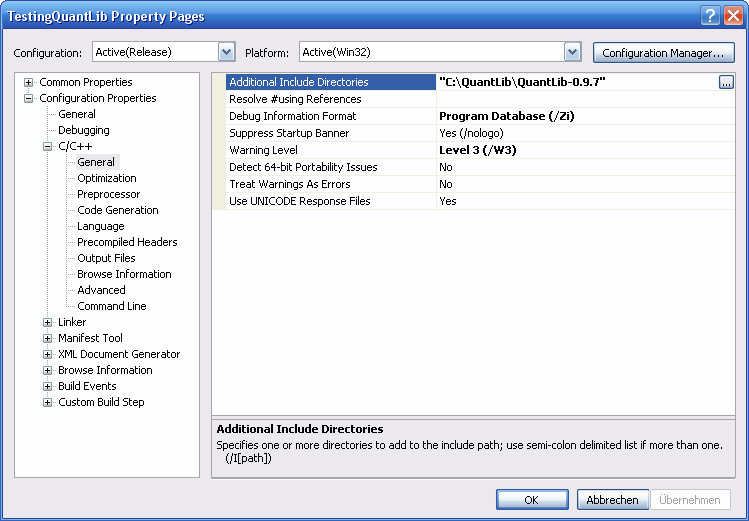 TestingQuantLib Property Pages
Configuration: Active(Release) Platform: Active(Win32) Configuration Manager...
Common Properties
Configuration Properties
General
Debugging
C/C++
General
Optimization
Preprocessor
Code Generation
Language
Precompiled Headers
Output Files
Browse Information
Advanced
Command Line
Linker
Manifest Tool
XML Document Generator
Browse Information
Build Events
Custom Build Step
Additional Include Directories "C:\QuantLib\QuantLib-0.9.7" ...
Resolve #using References
Debug Information Format Program Database (/Zi)
Suppress Startup Banner Yes (/nologo)
Warning Level Level 3 (/W3)
Detect 64-bit Portability Issues No
Treat Warnings As Errors No
Use UNICODE Response Files Yes
Additional Include Directories
Specifies one or more directories to add to the include path; use semi-colon delimited list if more than one.
(/I[path])
OK Abbrechen Übernehmen